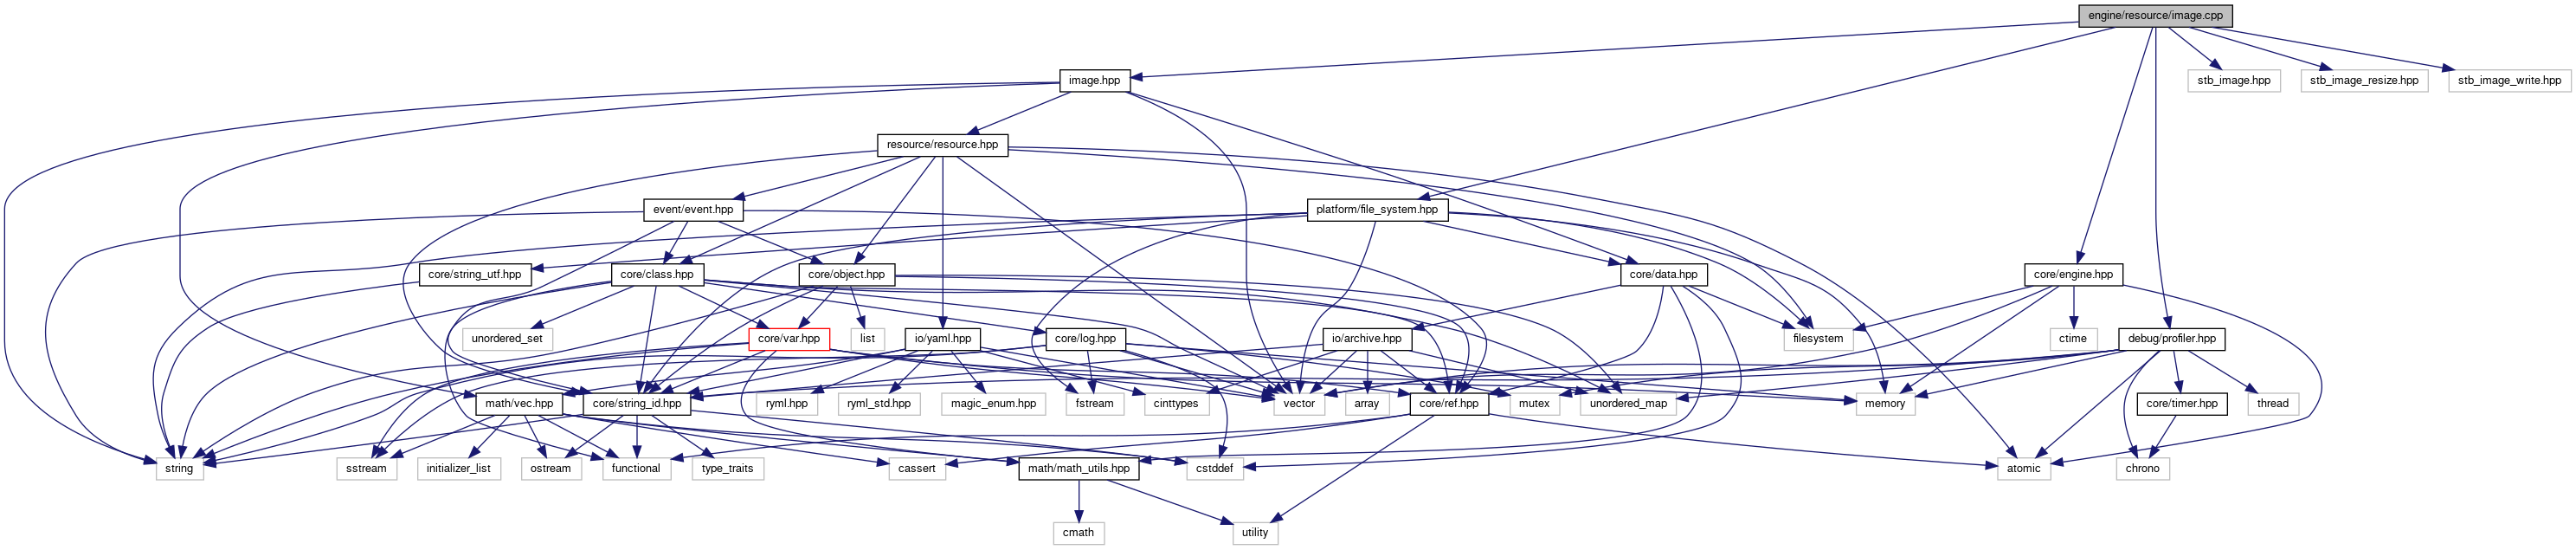 engine/resource/image.cpp
image.hpp
stb_image.hpp
stb_image_resize.hpp
stb_image_write.hpp
resource/resource.hpp
event/event.hpp
platform/file_system.hpp
core/string_utf.hpp
core/class.hpp
core/object.hpp
core/data.hpp
core/engine.hpp
unordered_set
core/var.hpp
list
io/yaml.hpp
core/log.hpp
io/archive.hpp
filesystem
ctime
debug/profiler.hpp
math/vec.hpp
core/string_id.hpp
ryml.hpp
ryml_std.hpp
magic_enum.hpp
fstream
cinttypes
vector
array
core/ref.hpp
mutex
unordered_map
memory
core/timer.hpp
thread
string
sstream
initializer_list
ostream
functional
type_traits
cassert
math/math_utils.hpp
cstddef
atomic
chrono
cmath
utility